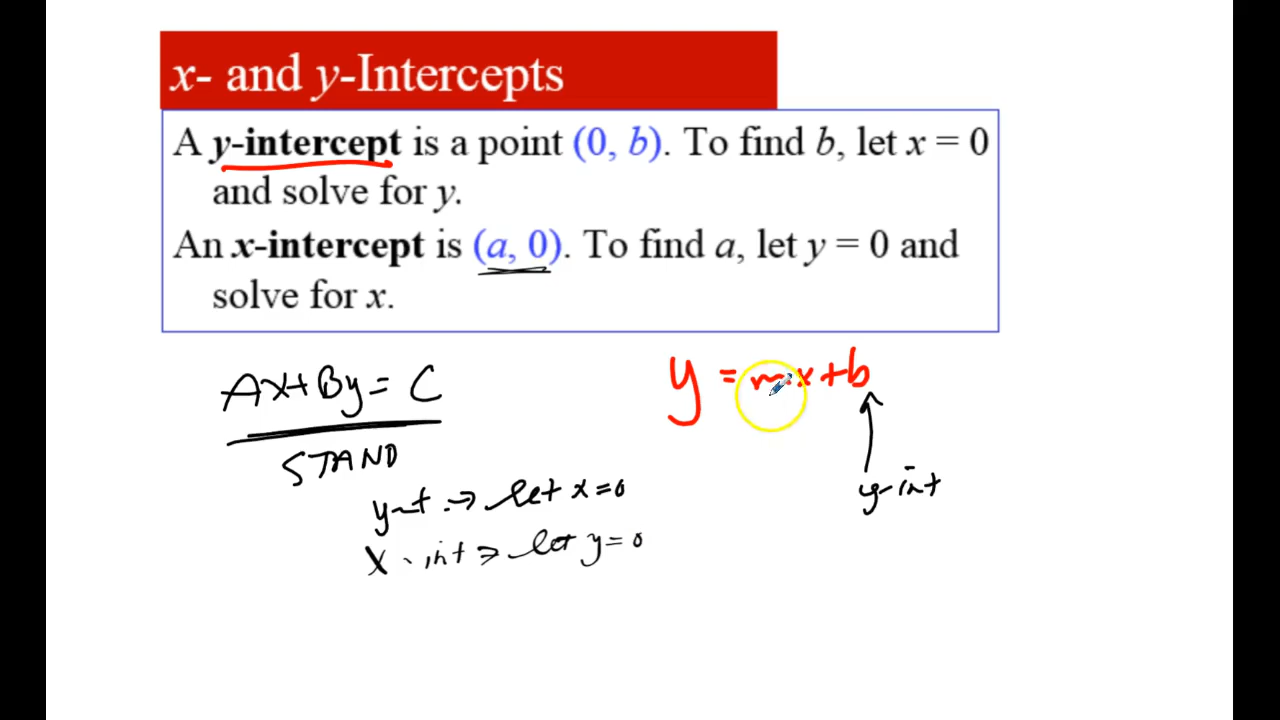 x- and y-Intercepts
A y-intercept is a point (0, b). To find b, let x = 0
and solve for y.
An x-intercept is (a, 0). To find a, let y = 0 and
solve for x.
Ax+By = C
STAND
y-int => let x=0
x-int => let y=0
y = mx+b
y-int